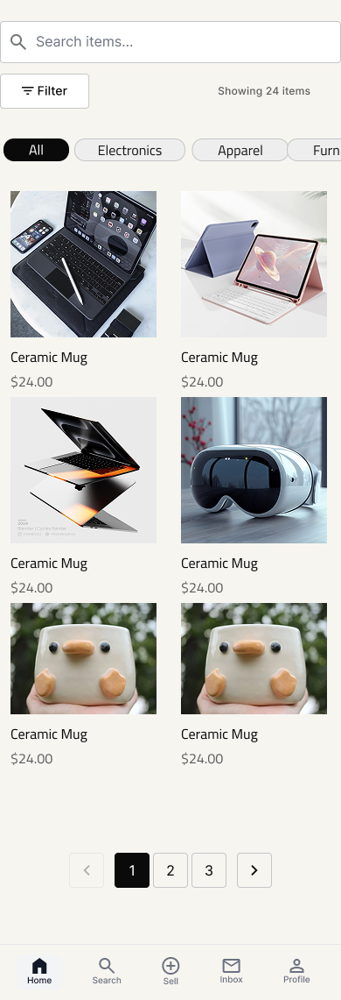 Search items...
Filter
Showing 24 items
All
Electronics
Apparel
Furn
Ceramic Mug
Ceramic Mug
$24.00
$24.00
2024
Ceramic Mug
Ceramic Mug
$24.00
$24.00
Ceramic Mug
Ceramic Mug
$24.00
$24.00
1
2
3
Home
Search
Sell
Inbox
Profile